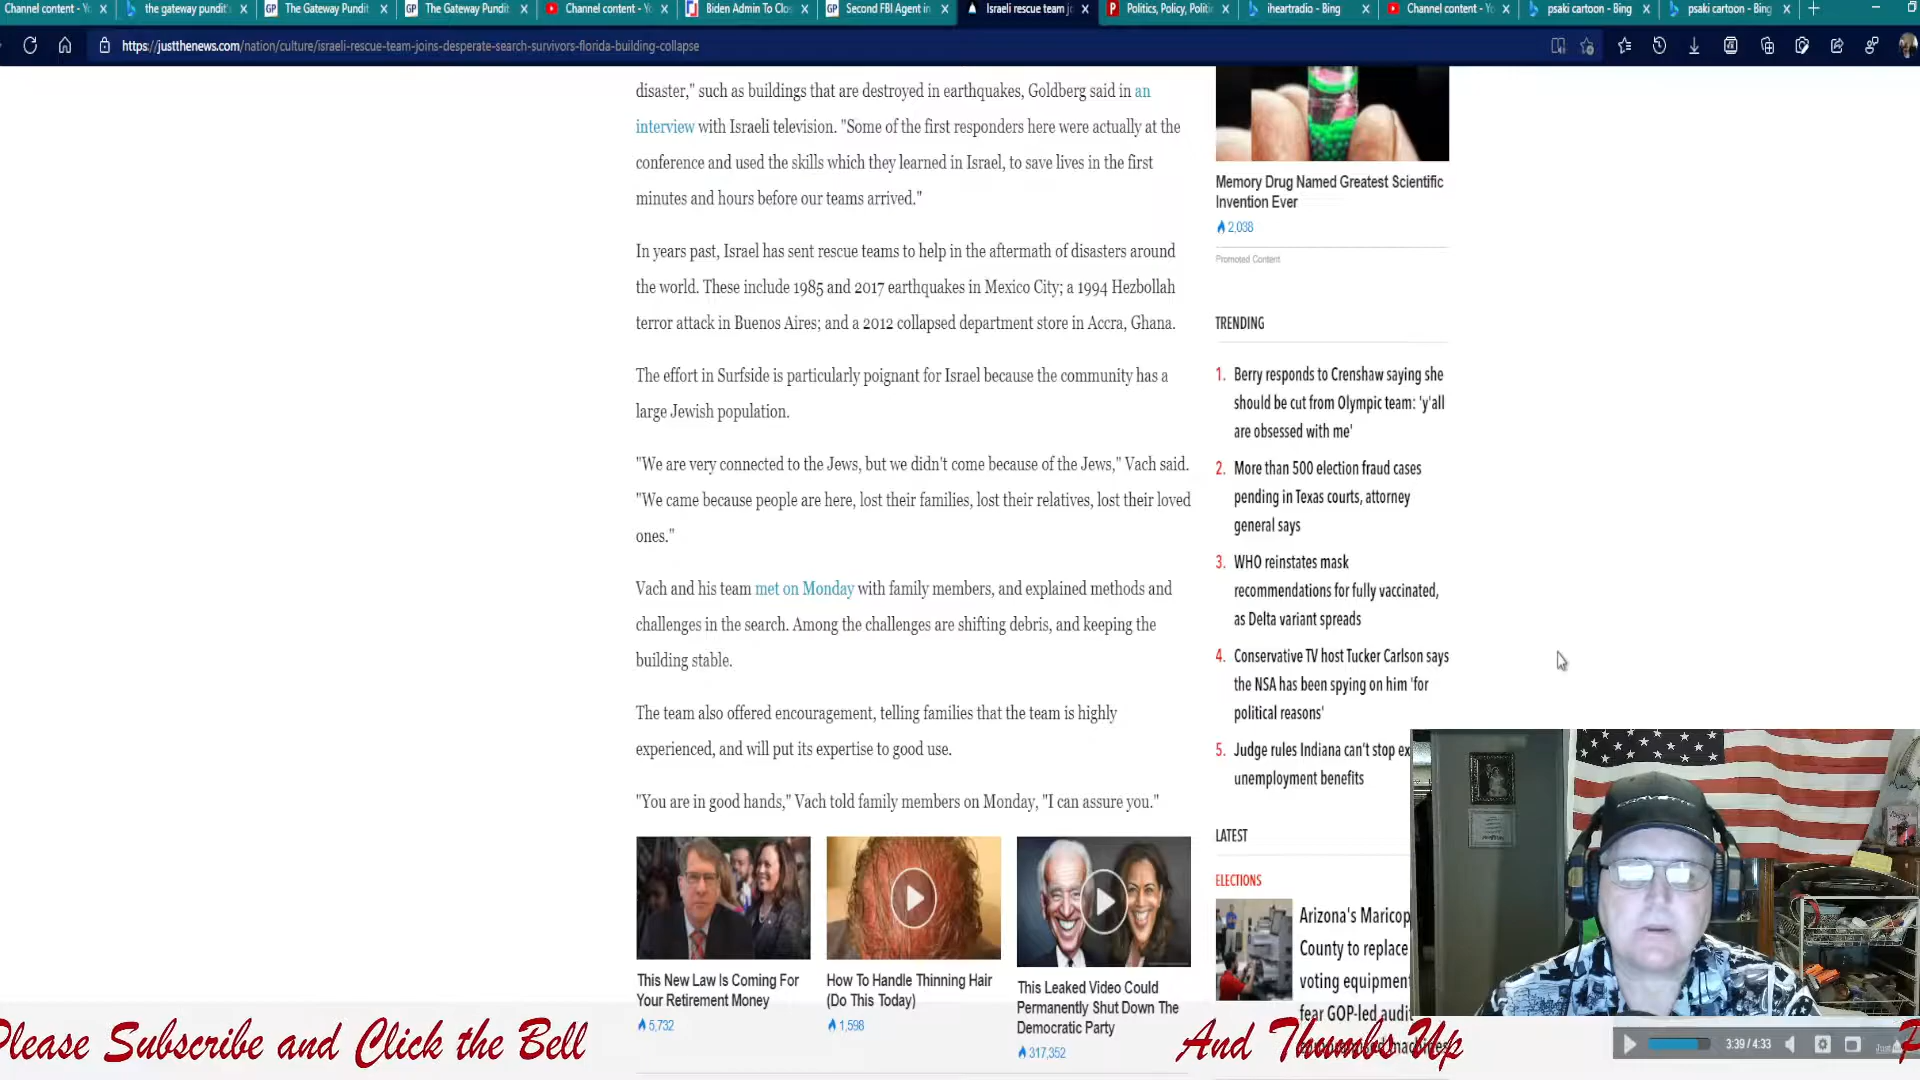 Channel content - Yo
the gateway pundit's
GP The Gateway Pundit
GP The Gateway Pundit
Channel content - Yo
Biden Admin To Clos
GP Second FBI Agent in
Israeli rescue team jo
Politics, Policy, Politi
iheartradio - Bing
Channel content - Yo
psaki cartoon - Bing
psaki cartoon - Bing
https://justthenews.com/nation/culture/israeli-rescue-team-joins-desperate-search-survivors-florida-building-collapse
disaster," such as buildings that are destroyed in earthquakes, Goldberg said in an
interview with Israeli television. "Some of the first responders here were actually at the
conference and used the skills which they learned in Israel, to save lives in the first
minutes and hours before our teams arrived."
In years past, Israel has sent rescue teams to help in the aftermath of disasters around
the world. These include 1985 and 2017 earthquakes in Mexico City; a 1994 Hezbollah
terror attack in Buenos Aires; and a 2012 collapsed department store in Accra, Ghana.
The effort in Surfside is particularly poignant for Israel because the community has a
large Jewish population.
"We are very connected to the Jews, but we didn't come because of the Jews," Vach said.
"We came because people are here, lost their families, lost their relatives, lost their loved
ones."
Vach and his team met on Monday with family members, and explained methods and
challenges in the search. Among the challenges are shifting debris, and keeping the
building stable.
The team also offered encouragement, telling families that the team is highly
experienced, and will put its expertise to good use.
"You are in good hands," Vach told family members on Monday, "I can assure you."
This New Law Is Coming For
Your Retirement Money
5,732
How To Handle Thinning Hair
(Do This Today)
1,598
This Leaked Video Could
Permanently Shut Down The
Democratic Party
317,352
Memory Drug Named Greatest Scientific
Invention Ever
2,038
Promoted Content
TRENDING
1. Berry responds to Crenshaw saying she
should be cut from Olympic team: 'y'all
are obsessed with me'
2. More than 500 election fraud cases
pending in Texas courts, attorney
general says
3. WHO reinstates mask
recommendations for fully vaccinated,
as Delta variant spreads
4. Conservative TV host Tucker Carlson says
the NSA has been spying on him 'for
political reasons'
5. Judge rules Indiana can't stop ex
unemployment benefits
LATEST
ELECTIONS
Arizona's Maricop
County to replace
voting equipment
fear GOP-led audi
machines
3:39 / 4:33
Please Subscribe and Click the Bell
And Thumbs Up